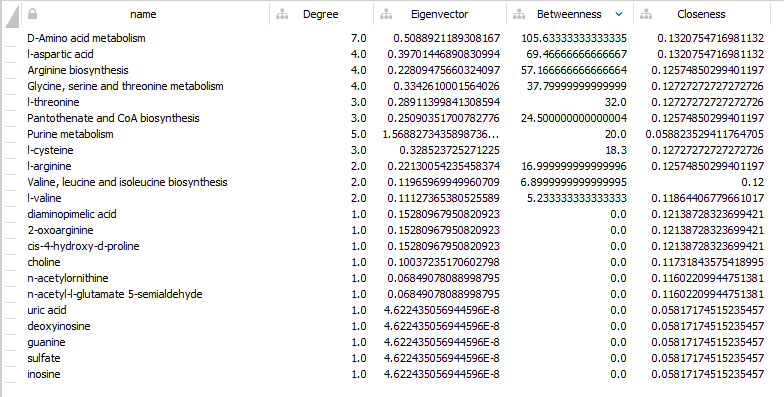 name Degree Eigenvector Betweenness Closeness
D-Amino acid metabolism 7.0 0.5088921189308167 105.63333333333335 0.1320754716981132
l-aspartic acid 4.0 0.39701446890830994 69.46666666666667 0.1320754716981132
Arginine biosynthesis 4.0 0.22809475660324097 57.166666666666664 0.12574850299401197
Glycine, serine and threonine metabolism 4.0 0.3342610001564026 37.79999999999999 0.12727272727272726
l-threonine 3.0 0.28911399841308594 32.0 0.12727272727272726
Pantothenate and CoA biosynthesis 3.0 0.25090351700782776 24.500000000000004 0.12574850299401197
Purine metabolism 5.0 1.5688273435898736... 20.0 0.058823529411764705
l-cysteine 3.0 0.328523725271225 18.3 0.12727272727272726
l-arginine 2.0 0.22130054235458374 16.999999999999996 0.12574850299401197
Valine, leucine and isoleucine biosynthesis 2.0 0.11965969949960709 6.8999999999999995 0.12
l-valine 2.0 0.11127365380525589 5.233333333333333 0.11864406779661017
diaminopimelic acid 1.0 0.15280967950820923 0.0 0.12138728323699421
2-oxoarginine 1.0 0.15280967950820923 0.0 0.12138728323699421
cis-4-hydroxy-d-proline 1.0 0.15280967950820923 0.0 0.12138728323699421
choline 1.0 0.10037235170602798 0.0 0.11731843575418995
n-acetylornithine 1.0 0.06849078088998795 0.0 0.11602209944751381
n-acetyl-l-glutamate 5-semialdehyde 1.0 0.06849078088998795 0.0 0.11602209944751381
uric acid 1.0 4.622435056944596E-8 0.0 0.05817174515235457
deoxyinosine 1.0 4.622435056944596E-8 0.0 0.05817174515235457
guanine 1.0 4.622435056944596E-8 0.0 0.05817174515235457
sulfate 1.0 4.622435056944596E-8 0.0 0.05817174515235457
inosine 1.0 4.622435056944596E-8 0.0 0.05817174515235457